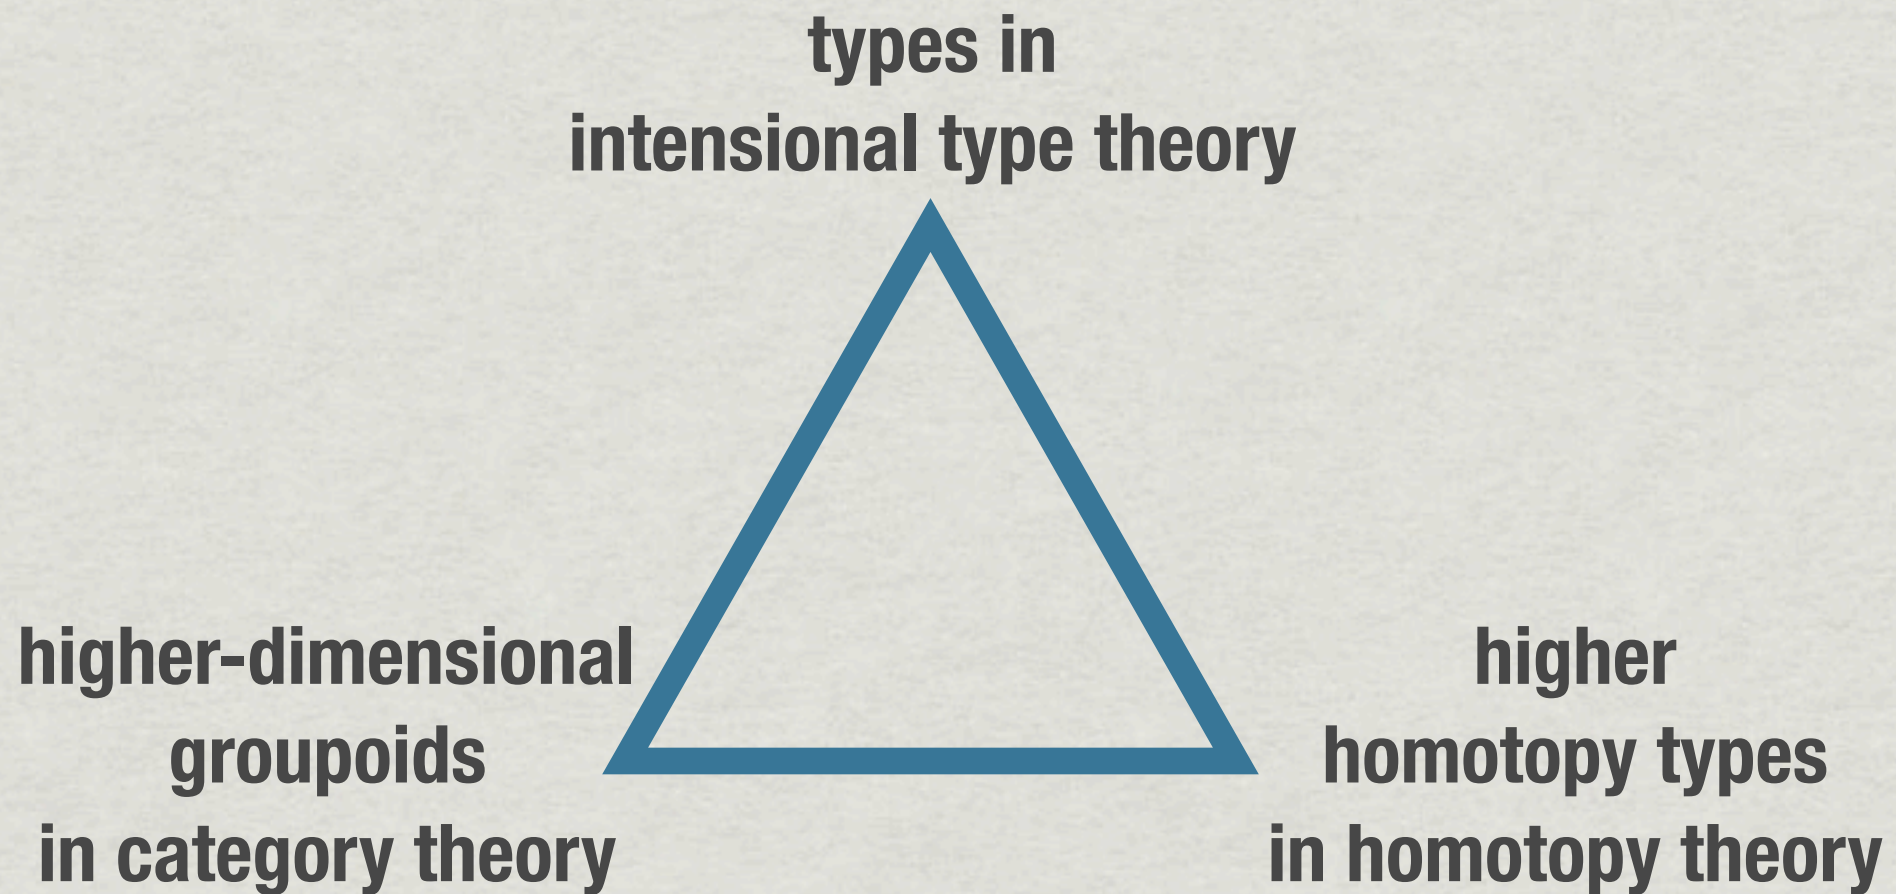 types in
intensional type theory
higher-dimensional
groupoids
in category theory
higher
homotopy types
in homotopy theory